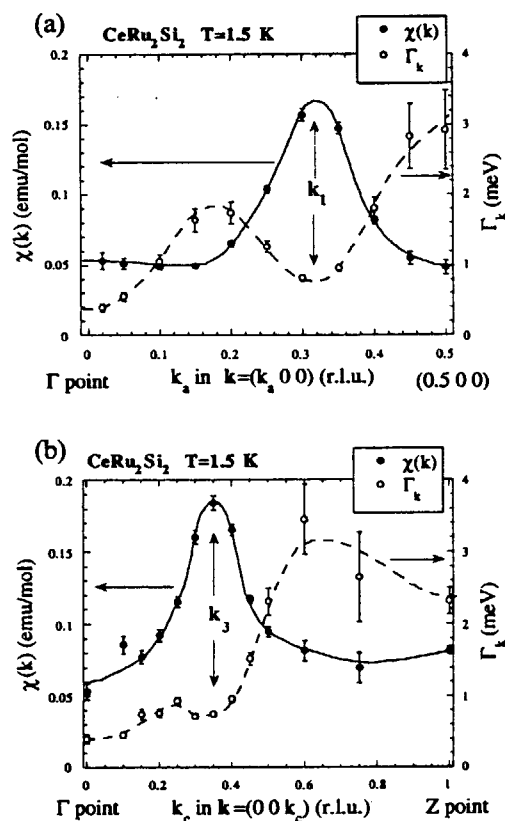 (a)
CeRu₂Si₂ T=1.5 K
χ(k)
Γk
0.2
0.15
0.1
0.05
0
χ(k) (emu/mol)
k₁
4
3
2
1
0
Γk (meV)
0 0.1 0.2 0.3 0.4 0.5
Γ point kₐ in k=(kₐ 0 0) (r.l.u.) (0.5 0 0)
(b)
CeRu₂Si₂ T=1.5 K
χ(k)
Γk
0.2
0.15
0.1
0.05
0
χ(k) (emu/mol)
k₃
4
3
2
1
0
Γk (meV)
0 0.2 0.4 0.6 0.8 1
Γ point k_c in k=(0 0 k_c) (r.l.u.) Z point